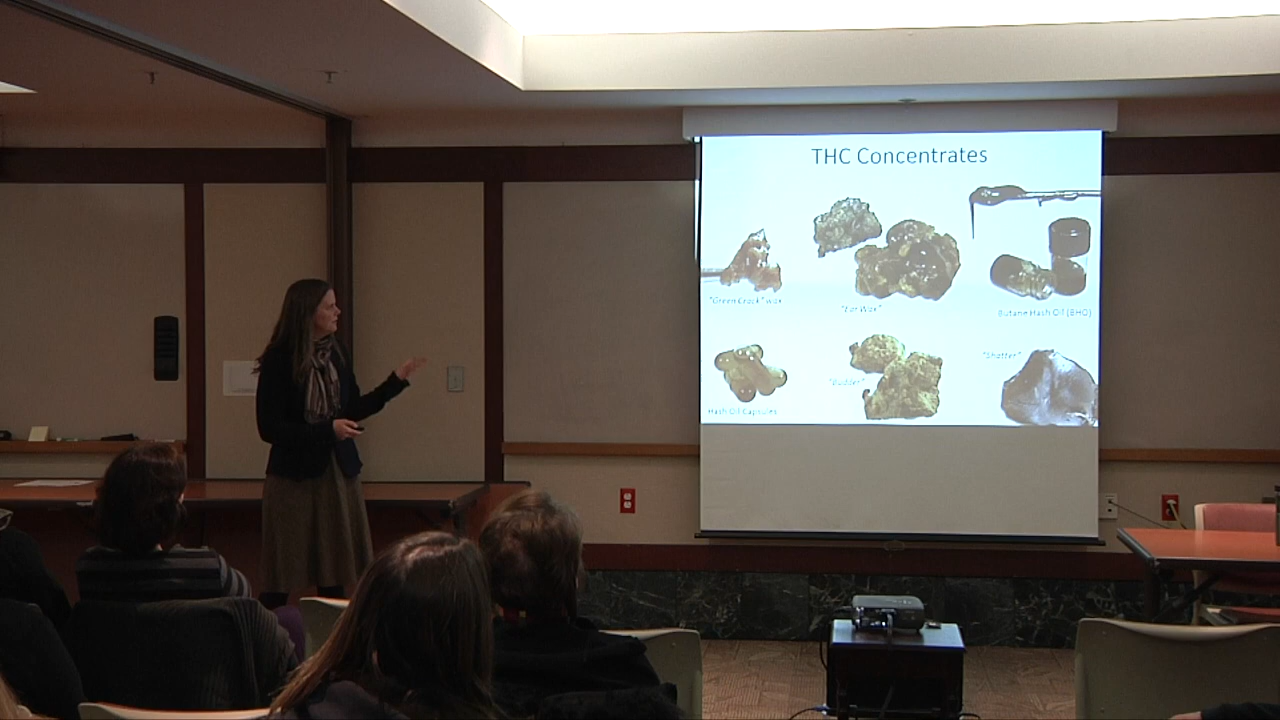 THC Concentrates
"Green Crack" wax
"Ear Wax"
Butane Hash Oil (BHO)
Hash Oil Capsules
"Budder"
"Shatter"